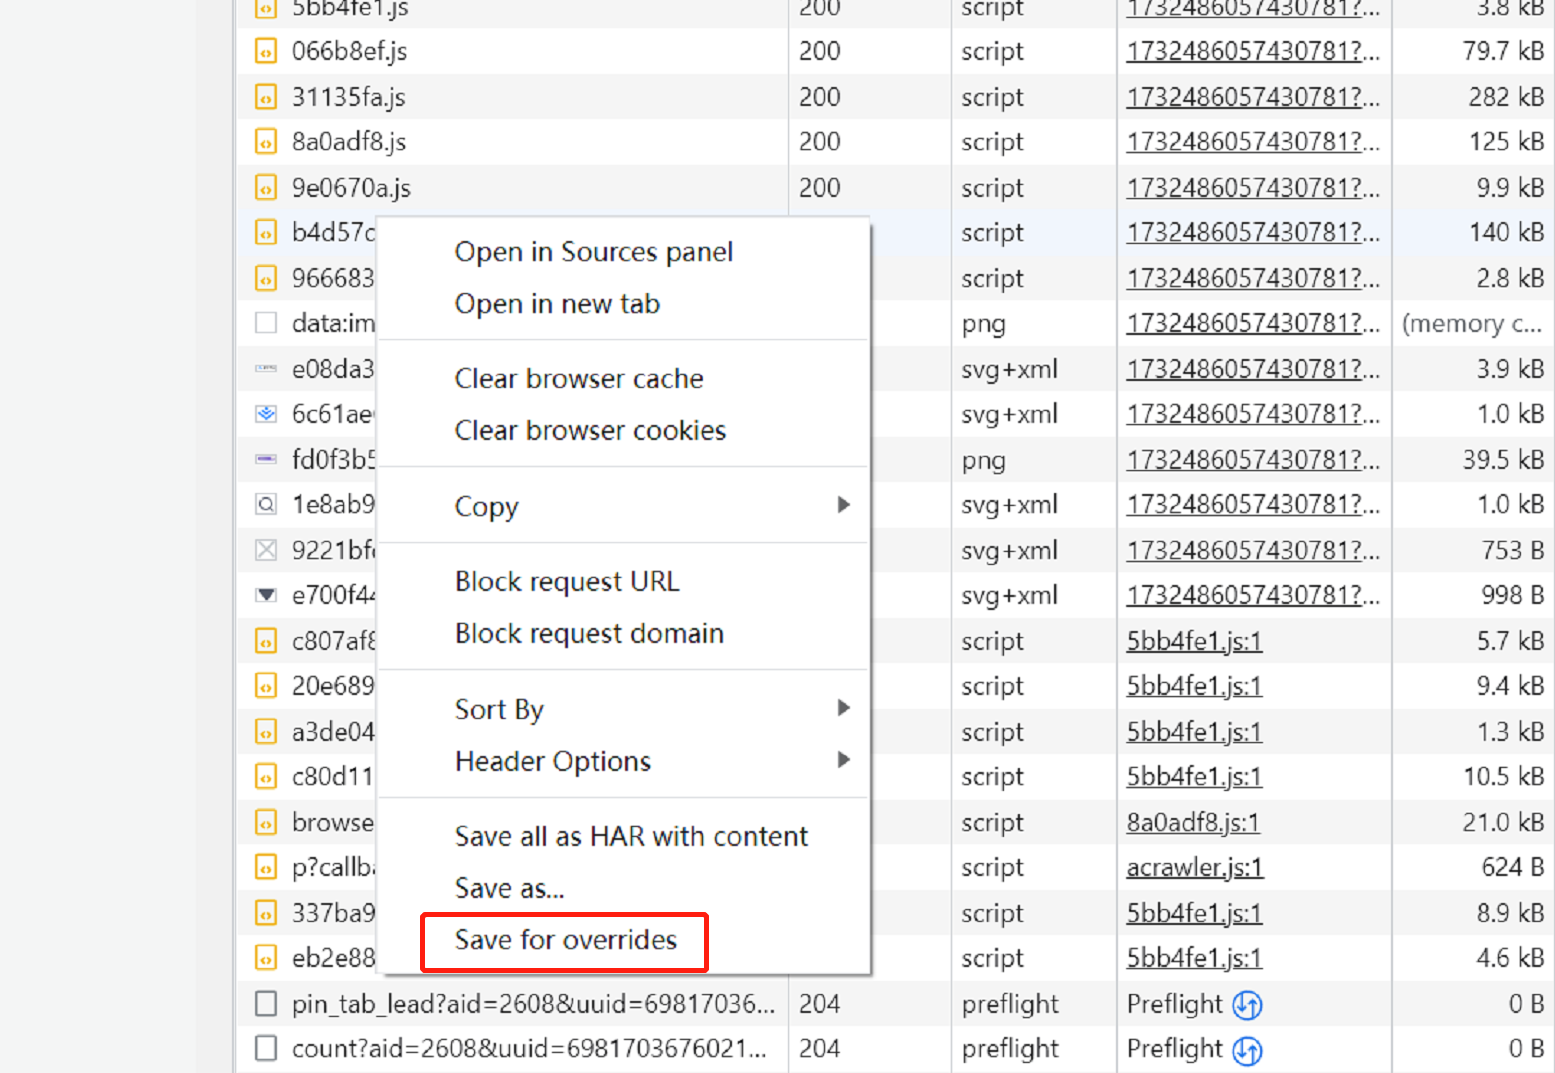 5bb4fe1.js 200 script 1732486057430781?... 3.8 kB
066b8ef.js 200 script 1732486057430781?... 79.7 kB
31135fa.js 200 script 1732486057430781?... 282 kB
8a0adf8.js 200 script 1732486057430781?... 125 kB
9e0670a.js 200 script 1732486057430781?... 9.9 kB
b4d57c script 1732486057430781?... 140 kB
Open in Sources panel
966683 script 1732486057430781?... 2.8 kB
Open in new tab
data:im png 1732486057430781?... (memory c...
e08da3 svg+xml 1732486057430781?... 3.9 kB
Clear browser cache
6c61ae svg+xml 1732486057430781?... 1.0 kB
Clear browser cookies
fd0f3b5 png 1732486057430781?... 39.5 kB
1e8ab9 svg+xml 1732486057430781?... 1.0 kB
Copy
9221bf svg+xml 1732486057430781?... 753 B
Block request URL
e700f44 svg+xml 1732486057430781?... 998 B
Block request domain
c807af8 script 5bb4fe1.js:1 5.7 kB
20e689 script 5bb4fe1.js:1 9.4 kB
Sort By
a3de04 script 5bb4fe1.js:1 1.3 kB
Header Options
c80d11 script 5bb4fe1.js:1 10.5 kB
browse script 8a0adf8.js:1 21.0 kB
Save all as HAR with content
p?callba script acrawler.js:1 624 B
Save as...
337ba9 script 5bb4fe1.js:1 8.9 kB
Save for overrides
eb2e88 script 5bb4fe1.js:1 4.6 kB
pin_tab_lead?aid=2608&uuid=69817036... 204 preflight Preflight 0 B
count?aid=2608&uuid=6981703676021... 204 preflight Preflight 0 B